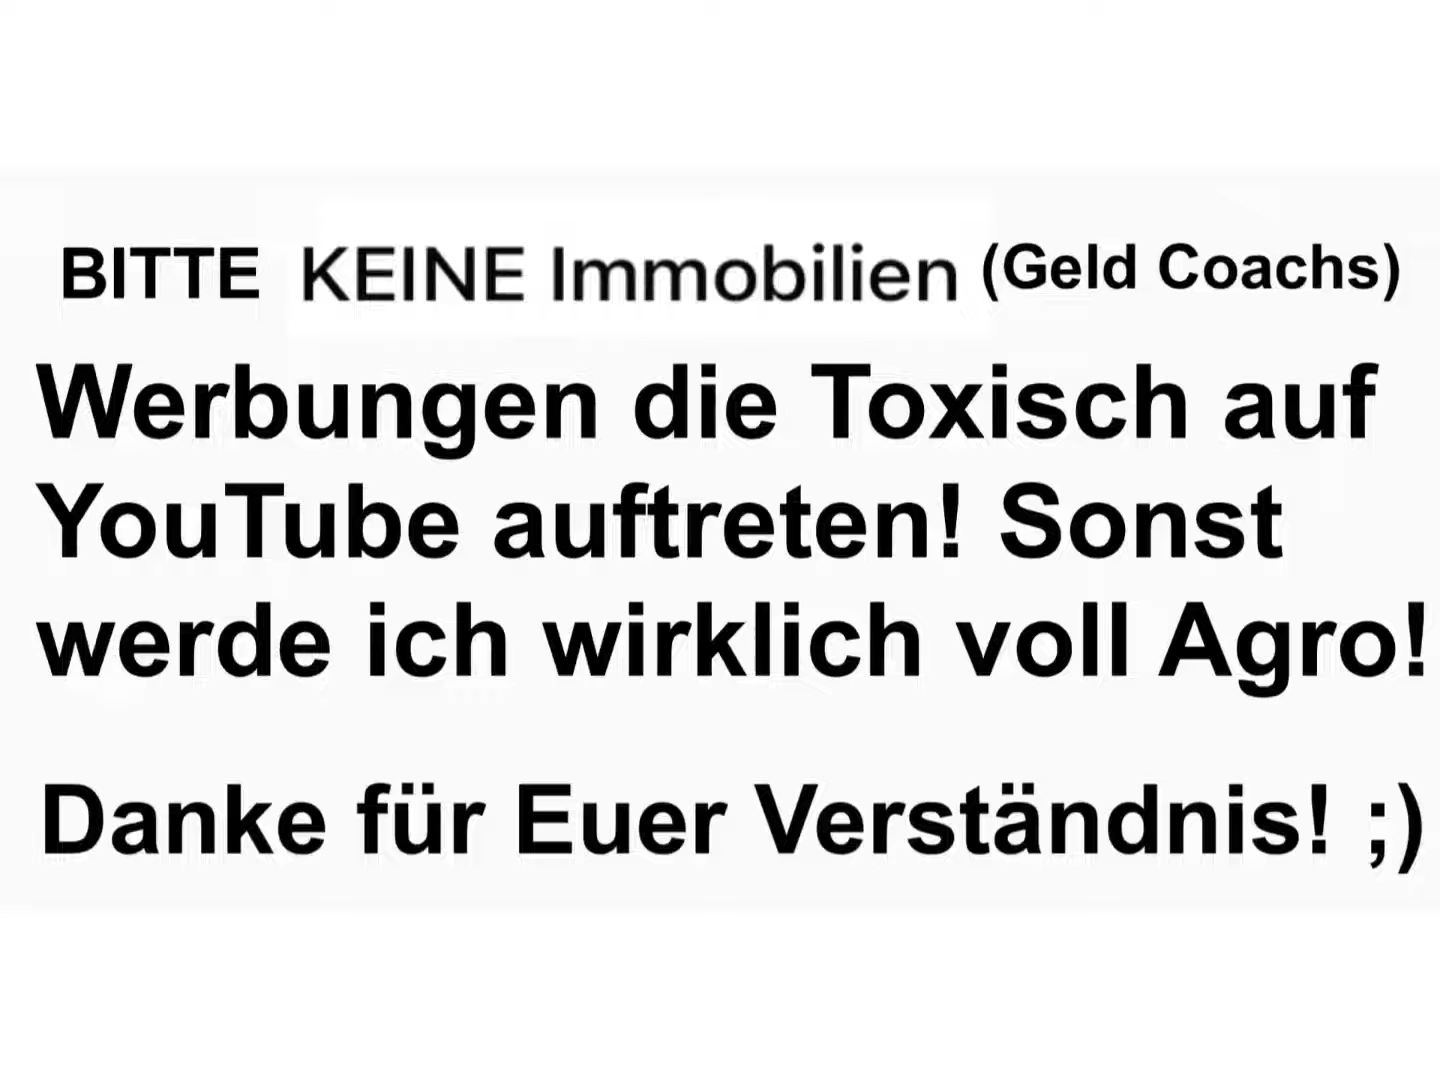 BITTE KEINE Immobilien (Geld Coachs)
Werbungen die Toxisch auf
YouTube auftreten! Sonst
werde ich wirklich voll Agro!
Danke für Euer Verständnis! ;)